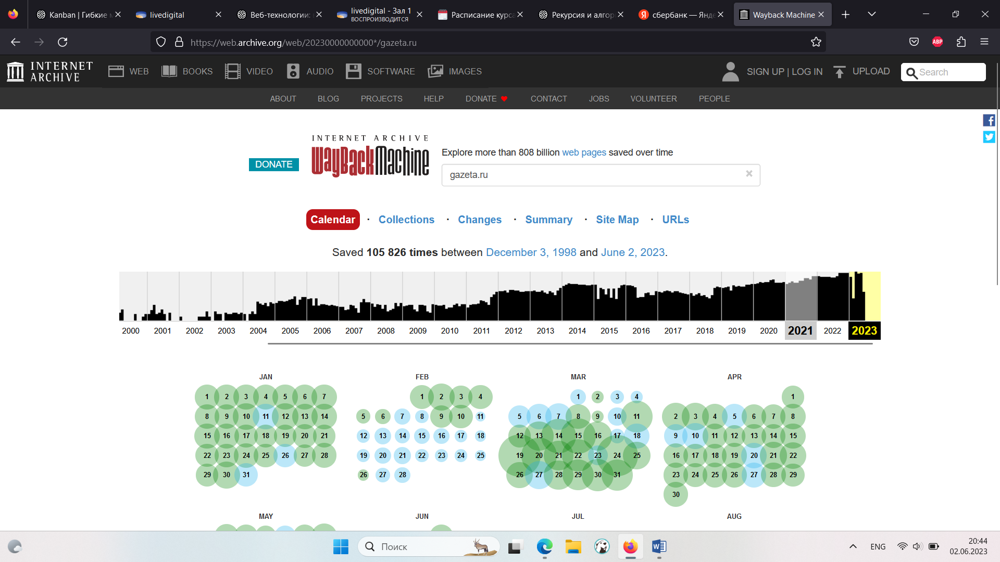 Kanban | Гибкие м
livedigital
Веб-технологии:
livedigital - Зал 1
ВОСПРОИЗВОДИТСЯ
Расписание курса
Рекурсия и алгор
сбербанк — Янде
Wayback Machine
https://web.archive.org/web/20230000000000*/gazeta.ru
ABP
INTERNET ARCHIVE
WEB
BOOKS
VIDEO
AUDIO
SOFTWARE
IMAGES
SIGN UP | LOG IN
UPLOAD
Search
ABOUT
BLOG
PROJECTS
HELP
DONATE
CONTACT
JOBS
VOLUNTEER
PEOPLE
DONATE
INTERNET ARCHIVE
WayBackMachine
Explore more than 808 billion web pages saved over time
gazeta.ru
Calendar · Collections · Changes · Summary · Site Map · URLs
Saved 105 826 times between December 3, 1998 and June 2, 2023.
2000 2001 2002 2003 2004 2005 2006 2007 2008 2009 2010 2011 2012 2013 2014 2015 2016 2017 2018 2019 2020 2021 2022 2023
JAN
1 2 3 4 5 6 7
8 9 10 11 12 13 14
15 16 17 18 19 20 21
22 23 24 25 26 27 28
29 30 31
FEB
1 2 3 4
5 6 7 8 9 10 11
12 13 14 15 16 17 18
19 20 21 22 23 24 25
26 27 28
MAR
1 2 3 4
5 6 7 8 9 10 11
12 13 14 15 16 17 18
19 20 21 22 23 24 25
26 27 28 29 30 31
APR
1
2 3 4 5 6 7 8
9 10 11 12 13 14 15
16 17 18 19 20 21 22
23 24 25 26 27 28 29
30
MAY
JUN
JUL
AUG
Поиск
ENG
20:44
02.06.2023